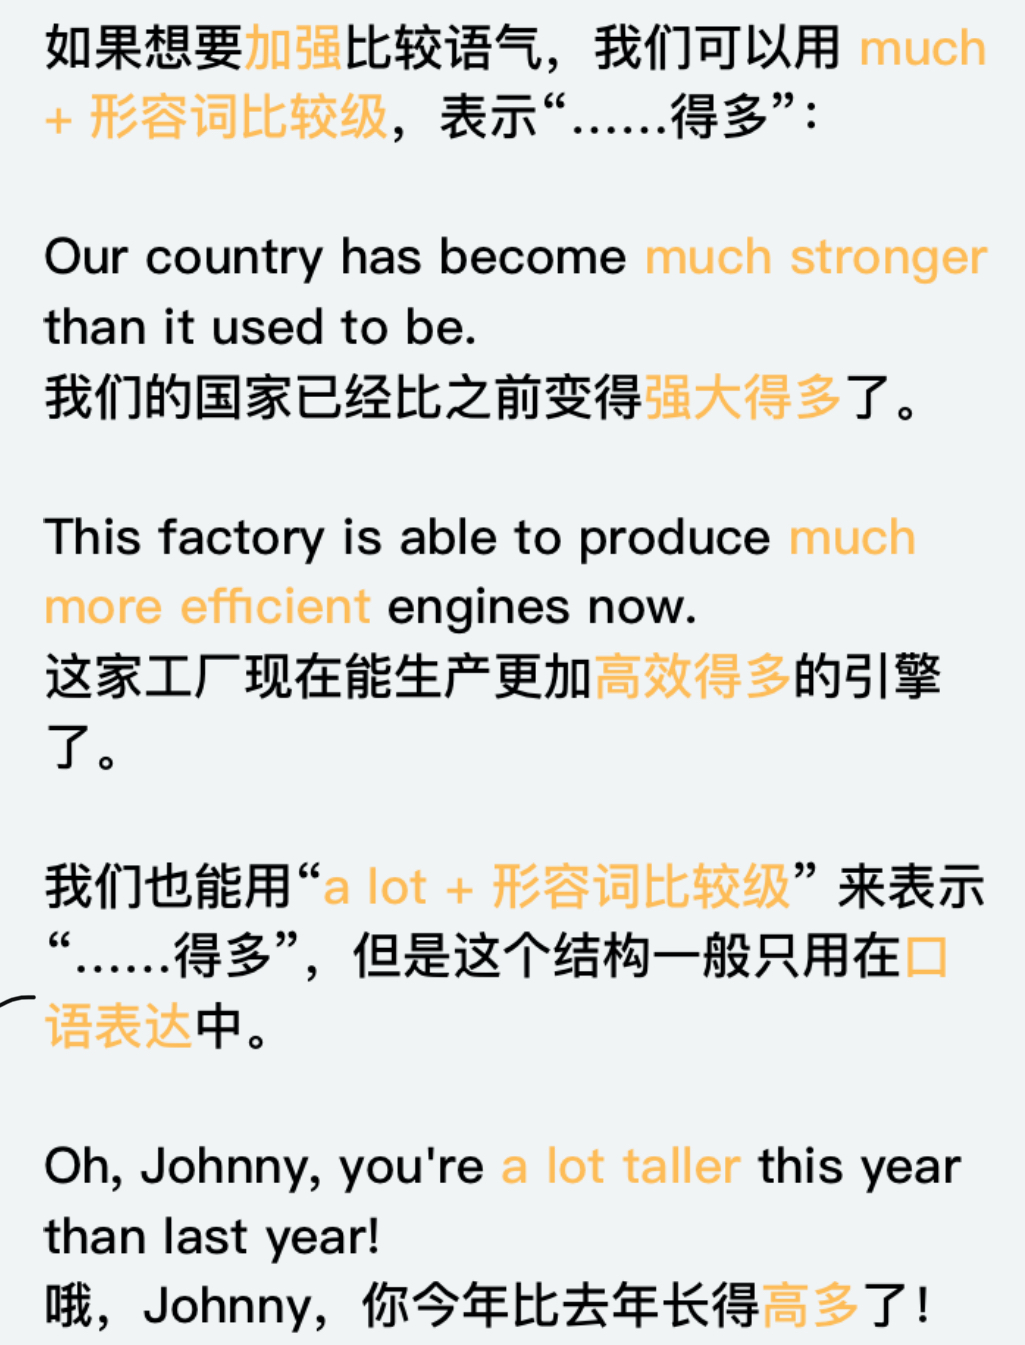 如果想要加强比较语气，我们可以用 much
+ 形容词比较级，表示“……得多”：
Our country has become much stronger
than it used to be.
我们的国家已经比之前变得强大得多了。
This factory is able to produce much
more efficient engines now.
这家工厂现在能生产更加高效得多的引擎
了。
我们也能用“a lot + 形容词比较级” 来表示
“……得多”，但是这个结构一般只用在口
语表达中。
Oh, Johnny, you're a lot taller this year
than last year!
哦，Johnny，你今年比去年长得高多了！